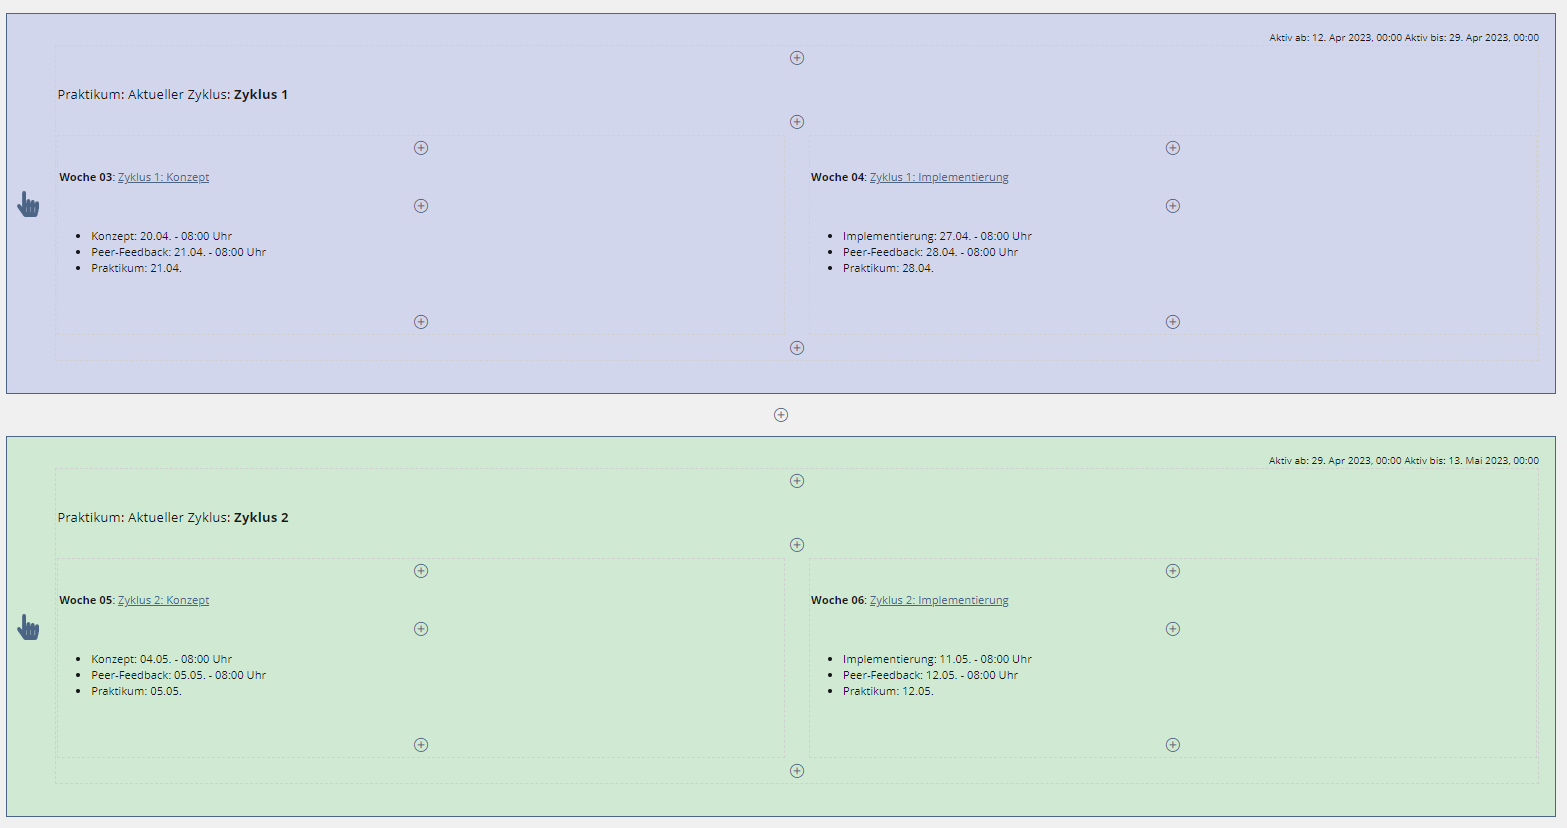 Aktiv ab: 12. Apr 2023, 00:00 Aktiv bis: 29. Apr 2023, 00:00
Praktikum: Aktueller Zyklus: Zyklus 1
Woche 03: Zyklus 1: Konzept
Konzept: 20.04. - 08:00 Uhr
Peer-Feedback: 21.04. - 08:00 Uhr
Praktikum: 21.04.
Woche 04: Zyklus 1: Implementierung
Implementierung: 27.04. - 08:00 Uhr
Peer-Feedback: 28.04. - 08:00 Uhr
Praktikum: 28.04.
Aktiv ab: 29. Apr 2023, 00:00 Aktiv bis: 13. Mai 2023, 00:00
Praktikum: Aktueller Zyklus: Zyklus 2
Woche 05: Zyklus 2: Konzept
Konzept: 04.05. - 08:00 Uhr
Peer-Feedback: 05.05. - 08:00 Uhr
Praktikum: 05.05.
Woche 06: Zyklus 2: Implementierung
Implementierung: 11.05. - 08:00 Uhr
Peer-Feedback: 12.05. - 08:00 Uhr
Praktikum: 12.05.